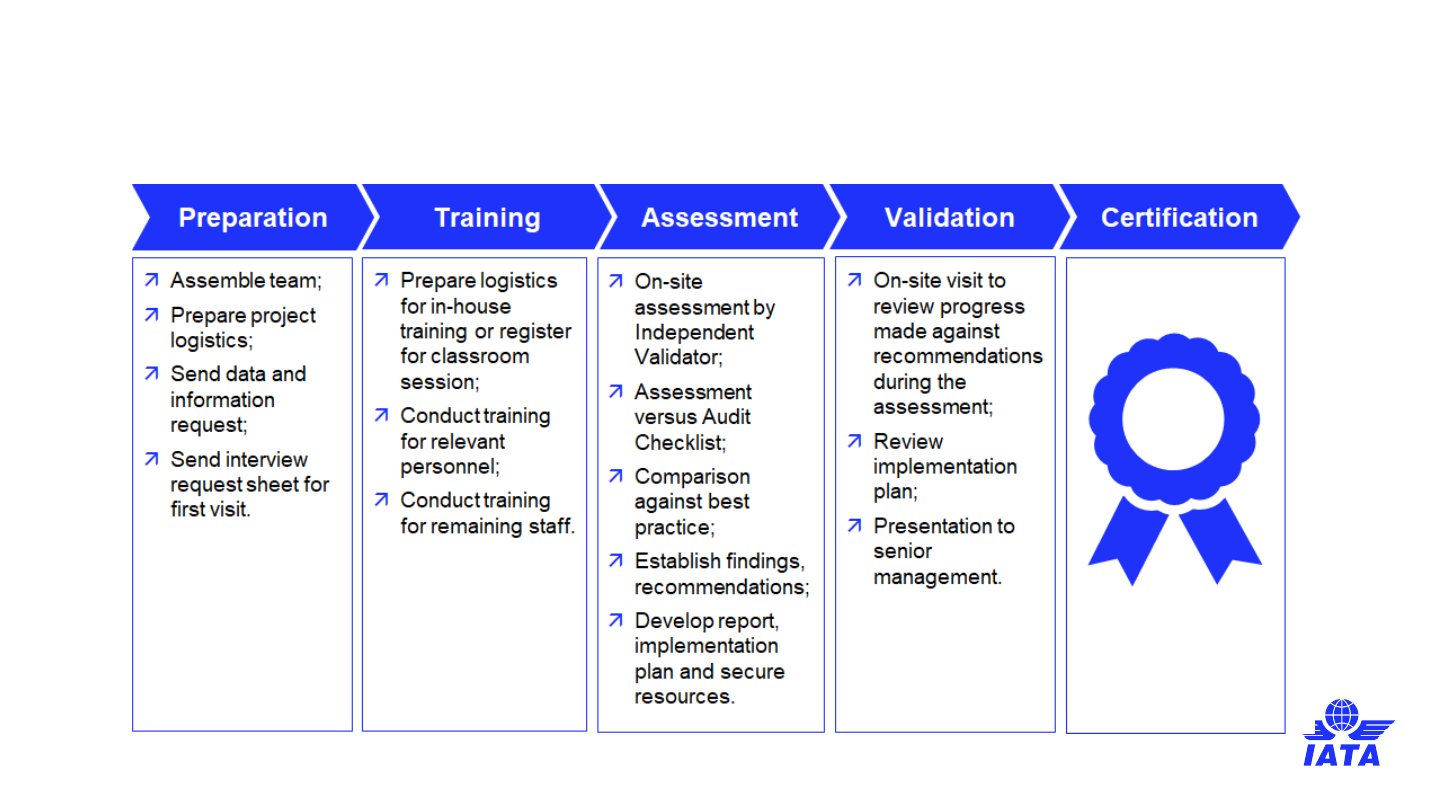 Preparation
Training
Assessment
Validation
Certification
Assemble team;
Prepare project
logistics;
Send data and
information
request;
Send interview
request sheet for
first visit.
Prepare logistics
for in-house
training or register
for classroom
session;
Conduct training
for relevant
personnel;
Conduct training
for remaining staff.
On-site
assessment by
Independent
Validator;
Assessment
versus Audit
Checklist;
Comparison
against best
practice;
Establish findings,
recommendations;
Develop report,
implementation
plan and secure
resources.
On-site visit to
review progress
made against
recommendations
during the
assessment;
Review
implementation
plan;
Presentation to
senior
management.
IATA